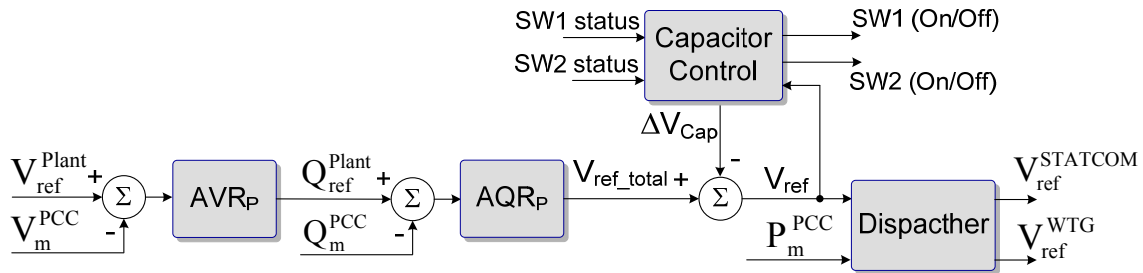 SW1 status
SW2 status
Capacitor
Control
SW1 (On/Off)
SW2 (On/Off)
ΔV_Cap
-
V_ref^Plant
+
Σ
-
V_m^PCC
AVR_P
Q_ref^Plant
+
Σ
-
Q_m^PCC
AQR_P
V_ref_total
+
Σ
V_ref
P_m^PCC
Dispacther
V_ref^STATCOM
V_ref^WTG